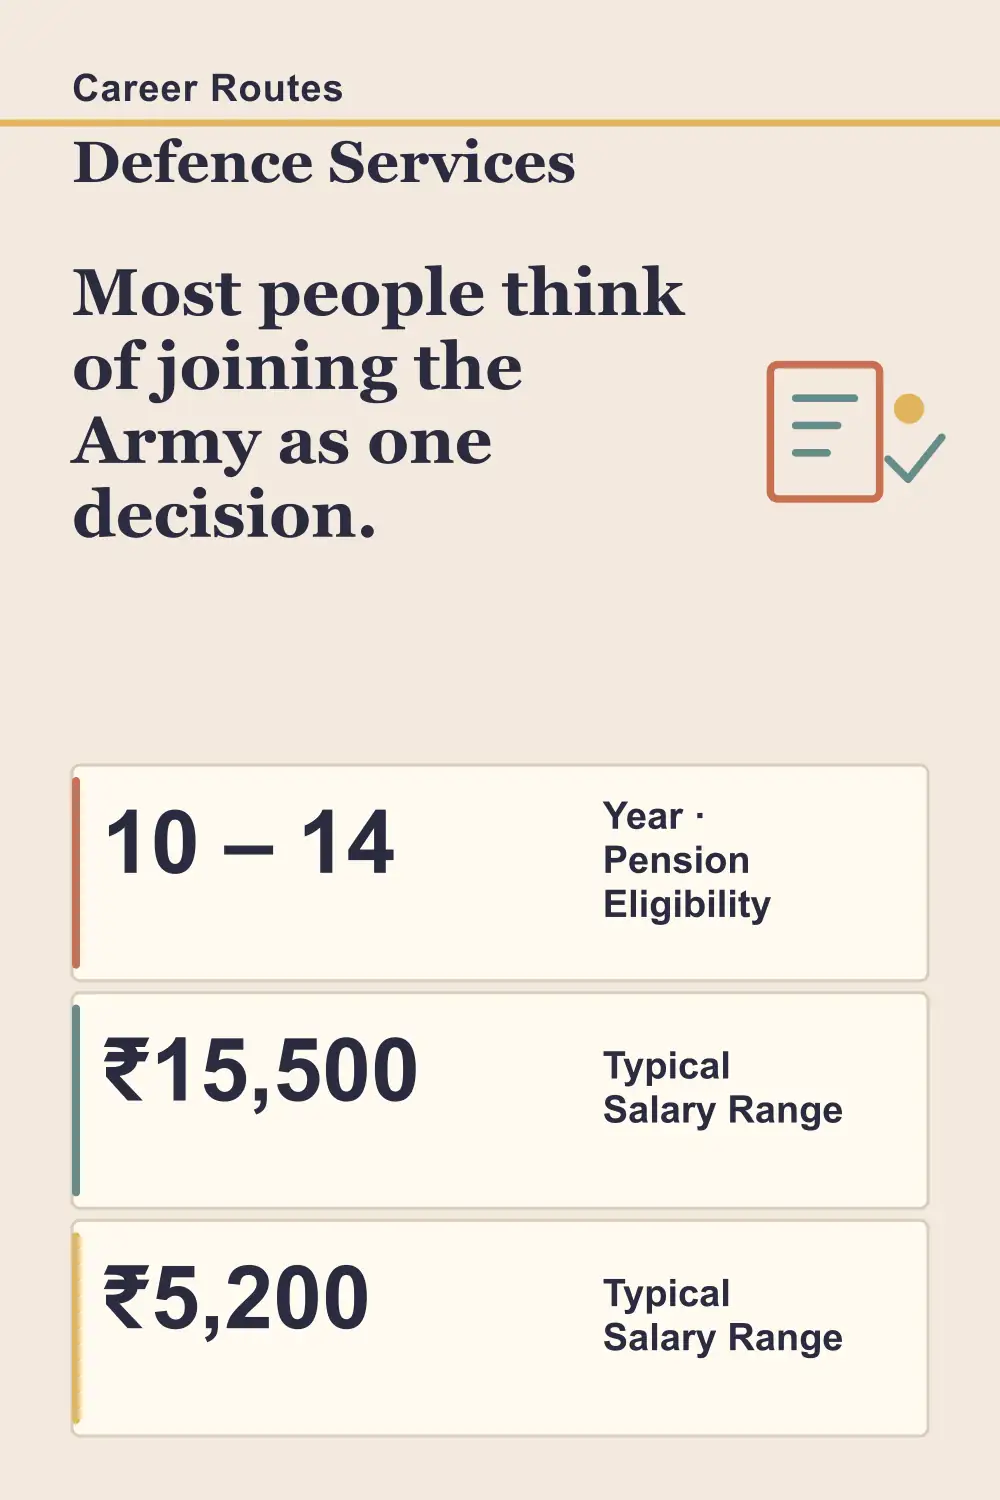 Career Routes
Defence Services
Most people think
of joining the
Army as one
decision.
10 – 14
Year ·
Pension
Eligibility
₹15,500
Typical
Salary Range
₹5,200
Typical
Salary Range